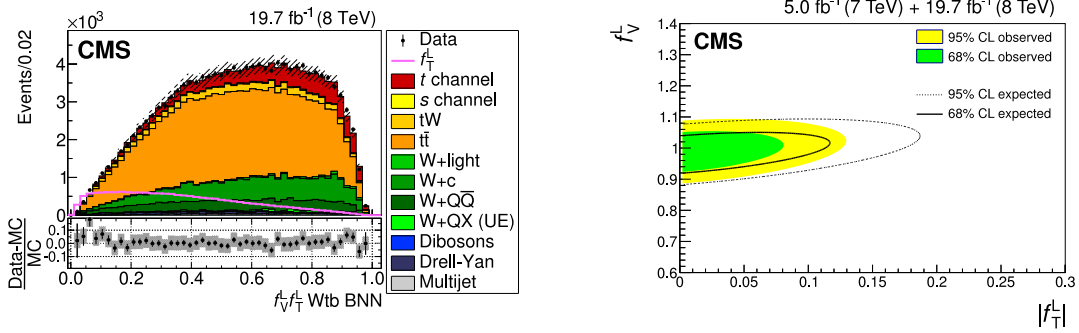 19.7 fb⁻¹ (8 TeV)
×10³
CMS
Events/0.02
4
3
2
1
0
Data
f_T^L
t channel
s channel
tW
tt̄
W+light
W+c
W+QQ̄
W+QX (UE)
Dibosons
Drell-Yan
Multijet
Data-MC
MC
0.1
0.0
-0.1
0.0 0.2 0.4 0.6 0.8 1.0
f_V^L f_T^L Wtb BNN
5.0 fb⁻¹ (7 TeV) + 19.7 fb⁻¹ (8 TeV)
f_V^L
CMS
95% CL observed
68% CL observed
95% CL expected
68% CL expected
1.4
1.3
1.2
1.1
1
0.9
0.8
0.7
0.6
0 0.05 0.1 0.15 0.2 0.25 0.3
|f_T^L|